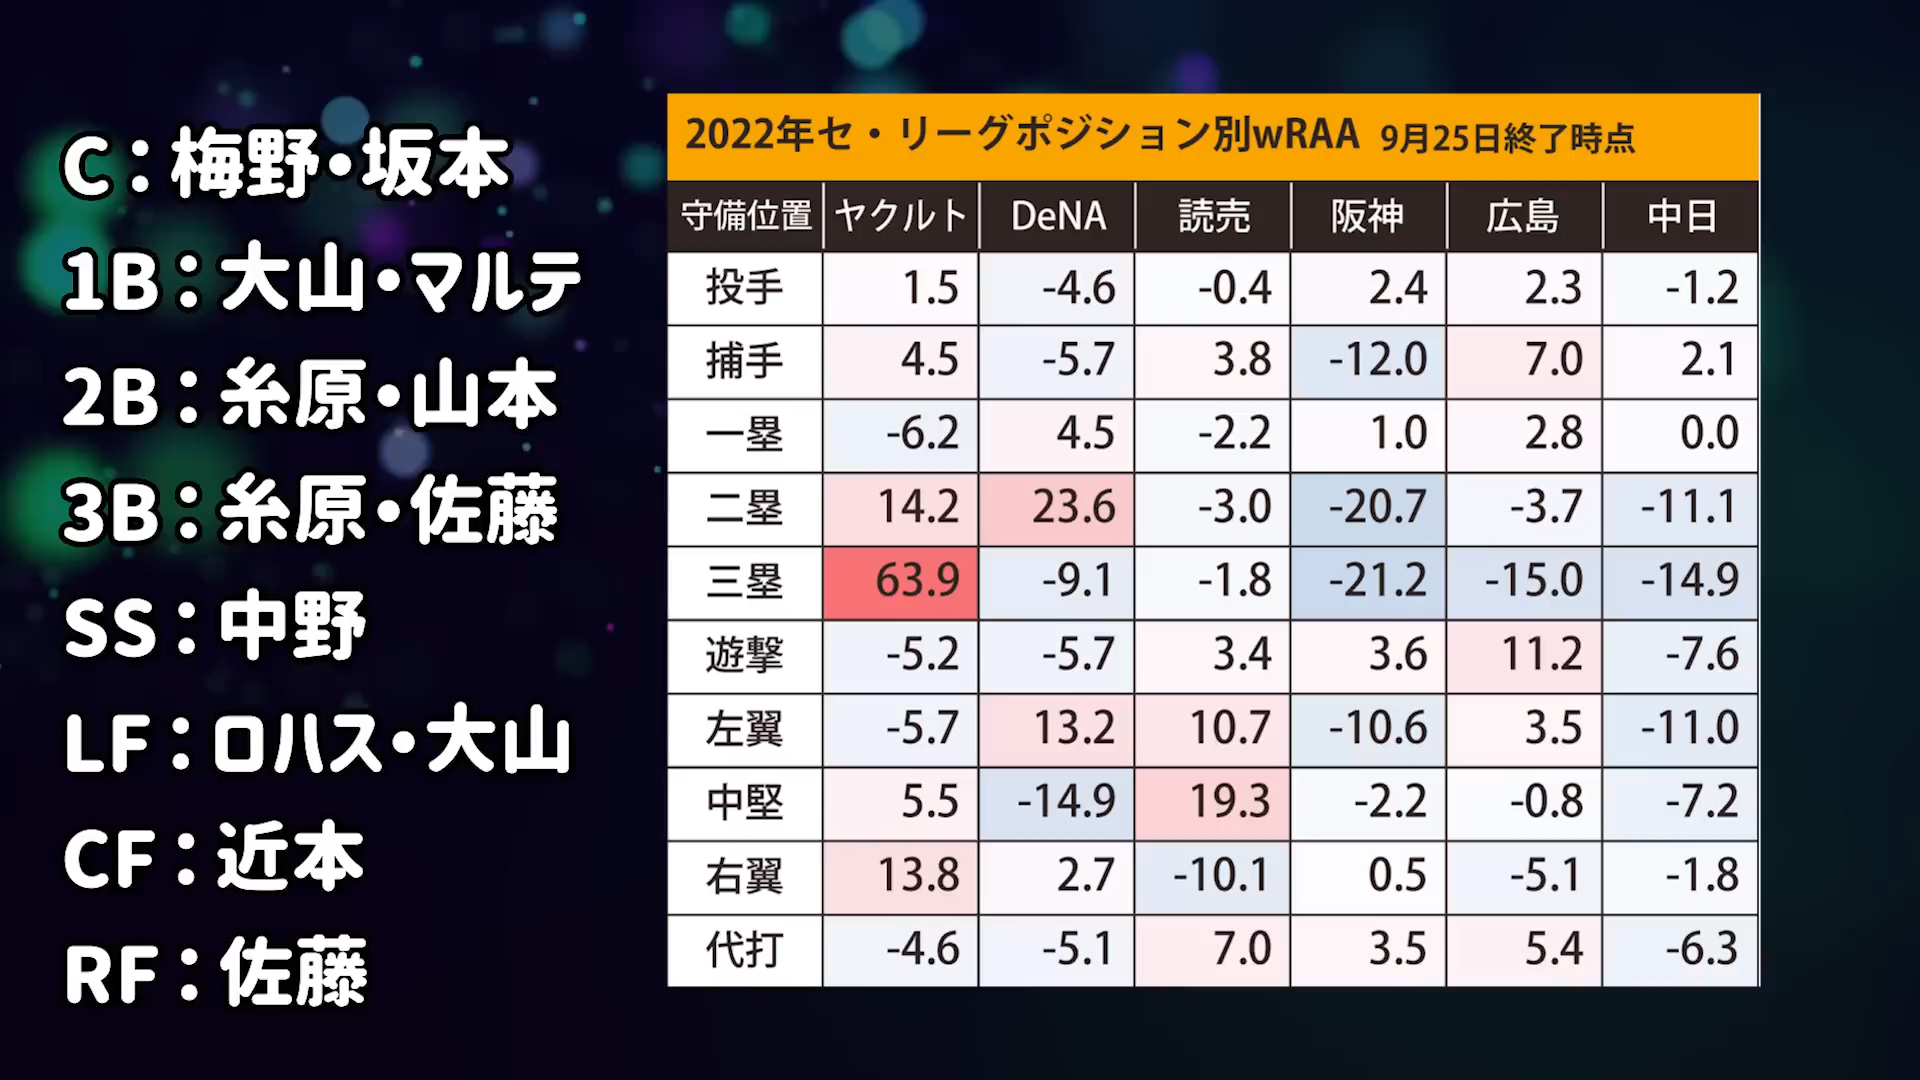 C：梅野・坂本
1B：大山・マルテ
2B：糸原・山本
3B：糸原・佐藤
SS：中野
LF：ロハス・大山
CF：近本
RF：佐藤
2022年セ・リーグポジション別wRAA 9月25日終了時点
守備位置 ヤクルト DeNA 読売 阪神 広島 中日
投手 1.5 -4.6 -0.4 2.4 2.3 -1.2
捕手 4.5 -5.7 3.8 -12.0 7.0 2.1
一塁 -6.2 4.5 -2.2 1.0 2.8 0.0
二塁 14.2 23.6 -3.0 -20.7 -3.7 -11.1
三塁 63.9 -9.1 -1.8 -21.2 -15.0 -14.9
遊撃 -5.2 -5.7 3.4 3.6 11.2 -7.6
左翼 -5.7 13.2 10.7 -10.6 3.5 -11.0
中堅 5.5 -14.9 19.3 -2.2 -0.8 -7.2
右翼 13.8 2.7 -10.1 0.5 -5.1 -1.8
代打 -4.6 -5.1 7.0 3.5 5.4 -6.3